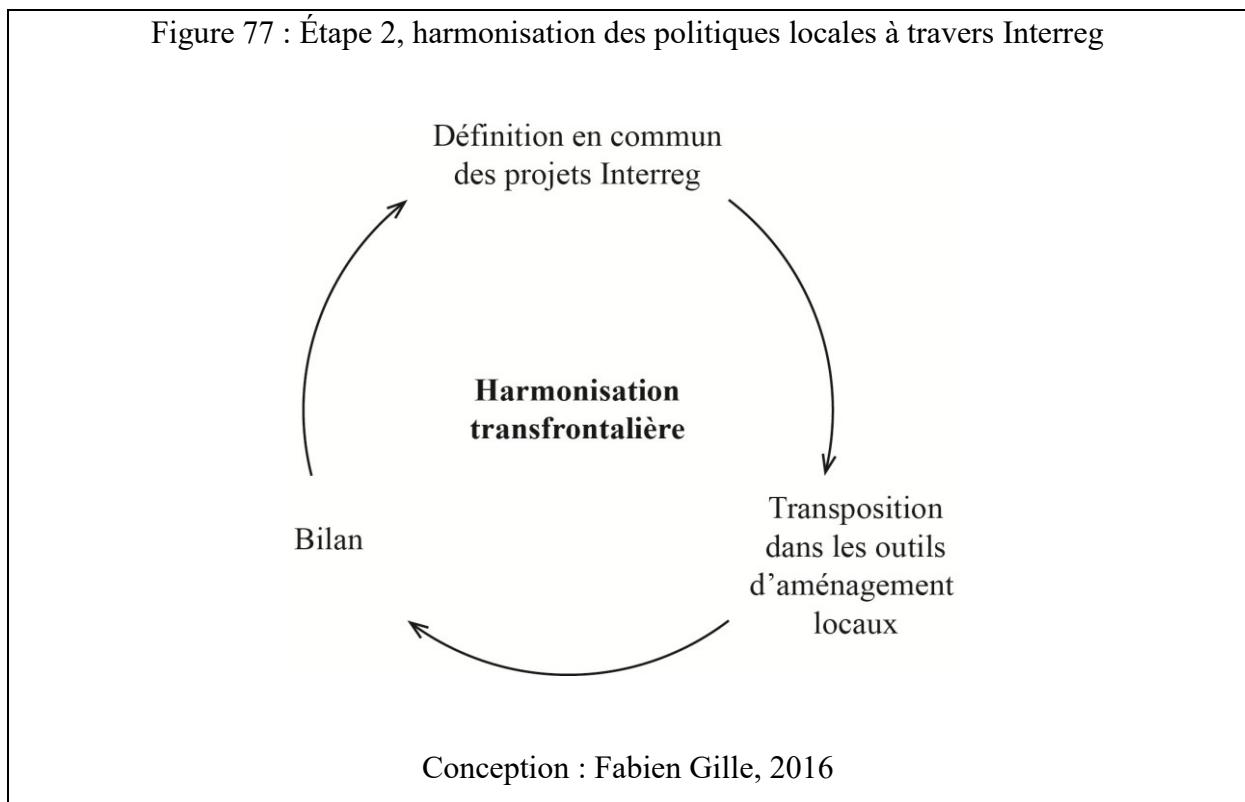 Figure 77 : Étape 2, harmonisation des politiques locales à travers Interreg
Définition en commun
des projets Interreg
Harmonisation
transfrontalière
Bilan
Transposition
dans les outils
d’aménagement
locaux
Conception : Fabien Gille, 2016